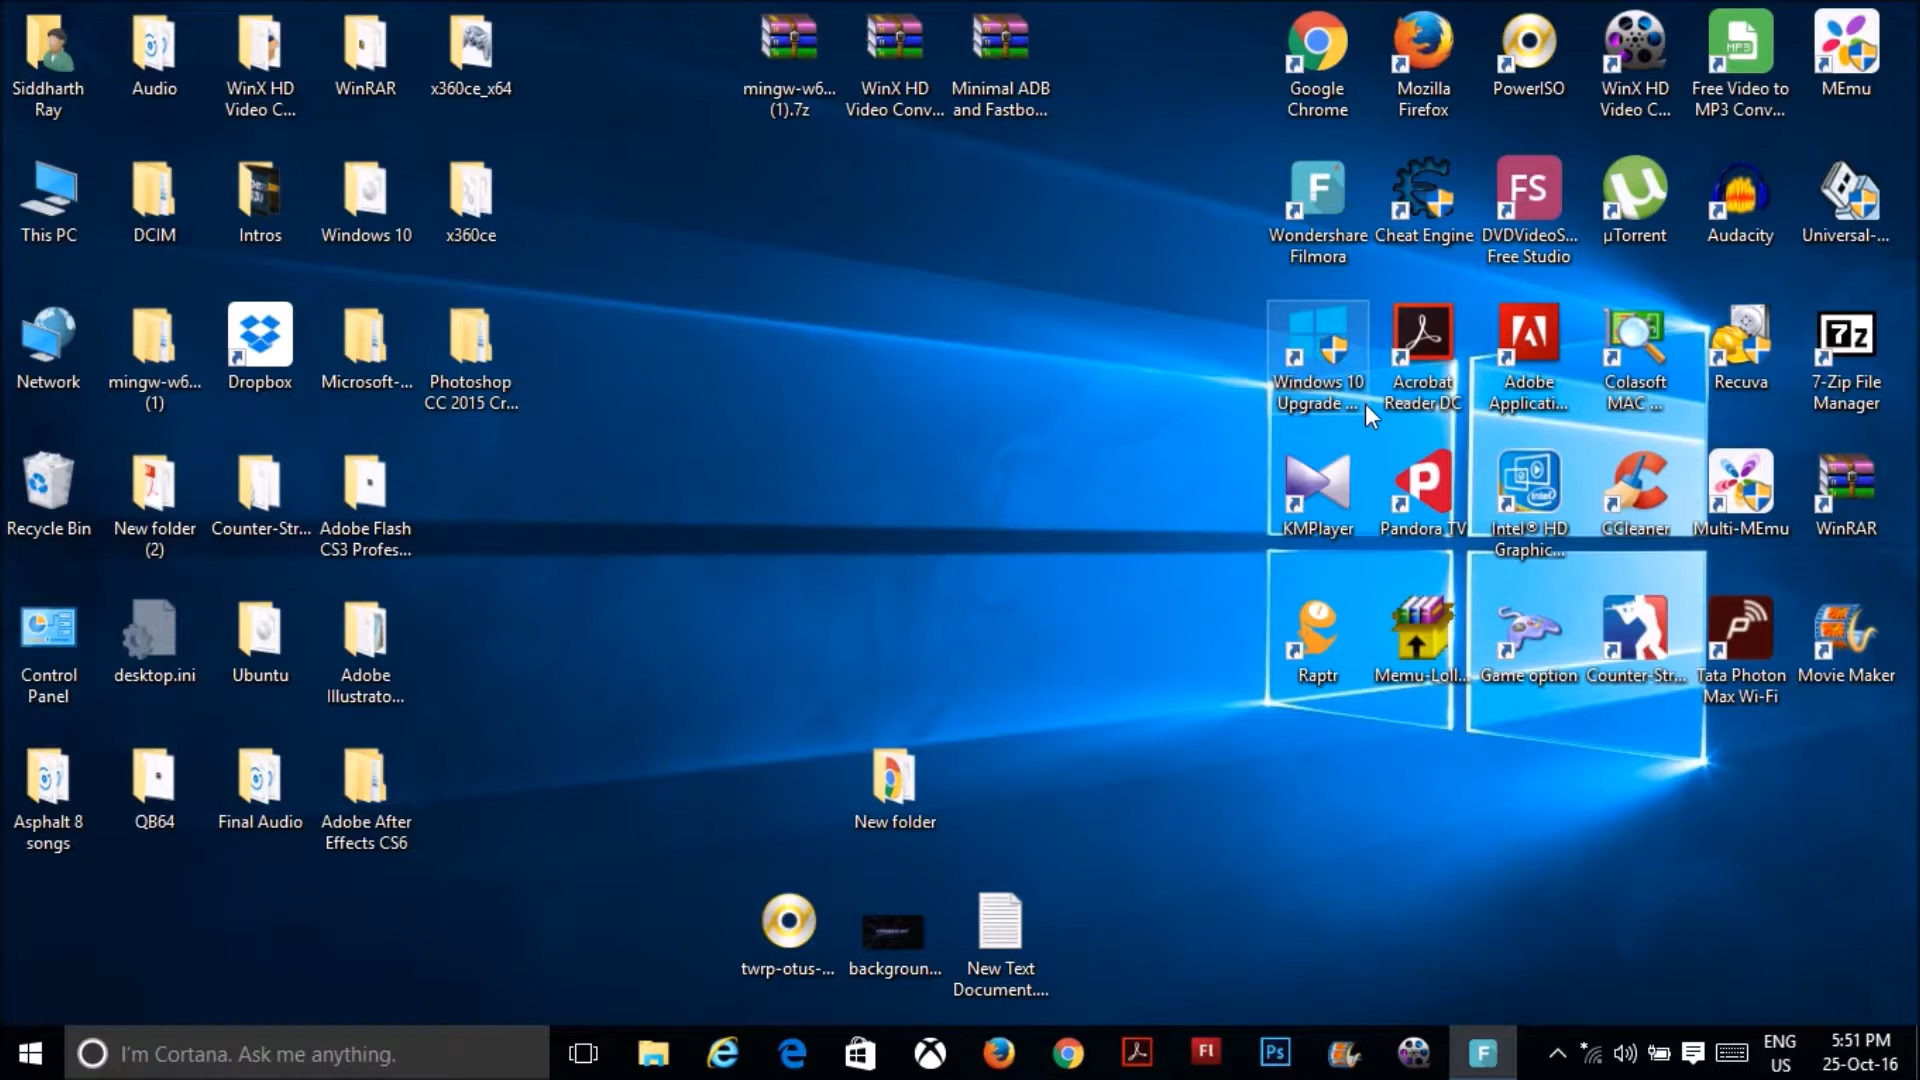 Siddharth
Ray
Audio
WinX HD
Video C...
WinRAR
x360ce_x64
mingw-w6...
(1).7z
WinX HD
Video Conv...
Minimal ADB
and Fastbo...
Google
Chrome
Mozilla
Firefox
PowerISO
WinX HD
Video C...
MP3
Free Video to
MP3 Conv...
MEmu
This PC
DCIM
Intros
Windows 10
x360ce
F
Wondershare
Filmora
Cheat Engine
FS
DVDVideoS...
Free Studio
µ
µTorrent
Audacity
Universal-...
Network
mingw-w6...
(1)
Dropbox
Microsoft-...
Photoshop
CC 2015 Cr...
Windows 10
Upgrade ...
Acrobat
Reader DC
Adobe
Applicati...
Colasoft
MAC ...
Recuva
7z
7-Zip File
Manager
Recycle Bin
New folder
(2)
Counter-Str...
Adobe Flash
CS3 Profes...
KMPlayer
P
Pandora TV
intel
Intel® HD
Graphic...
CCleaner
Multi-MEmu
WinRAR
Control
Panel
desktop.ini
Ubuntu
Adobe
Illustrato...
Raptr
Memu-Loll...
Game option
Counter-Str...
Tata Photon
Max Wi-Fi
Movie Maker
Asphalt 8
songs
QB64
Final Audio
Adobe After
Effects CS6
New folder
twrp-otus-...
backgroun...
New Text
Document....
I'm Cortana. Ask me anything.
Fl
Ps
F
ENG
US
5:51 PM
25-Oct-16